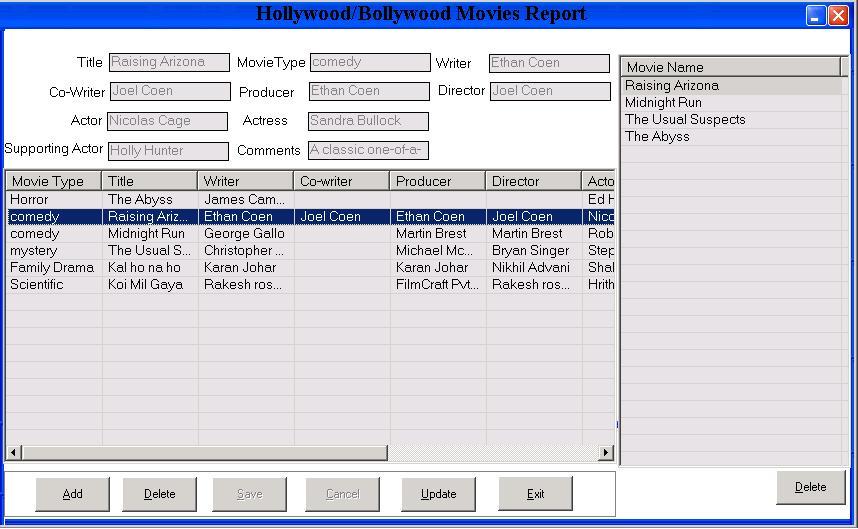 Hollywood/Bollywood Movies Report
Title Raising Arizona MovieType comedy Writer Ethan Coen
Co-Writer Joel Coen Producer Ethan Coen Director Joel Coen
Actor Nicolas Cage Actress Sandra Bullock
Supporting Actor Holly Hunter Comments A classic one-of-a-
Movie Name
Raising Arizona
Midnight Run
The Usual Suspects
The Abyss
Movie Type Title Writer Co-writer Producer Director Acto
Horror The Abyss James Cam... Ed H
comedy Raising Ariz... Ethan Coen Joel Coen Ethan Coen Joel Coen Nico
comedy Midnight Run George Gallo Martin Brest Martin Brest Rob
mystery The Usual S... Christopher ... Michael Mc... Bryan Singer Step
Family Drama Kal ho na ho Karan Johar Karan Johar Nikhil Advani Shal
Scientific Koi Mil Gaya Rakesh ros... FilmCraft Pvt... Rakesh ros... Hrith
Add Delete Save Cancel Update Exit
Delete